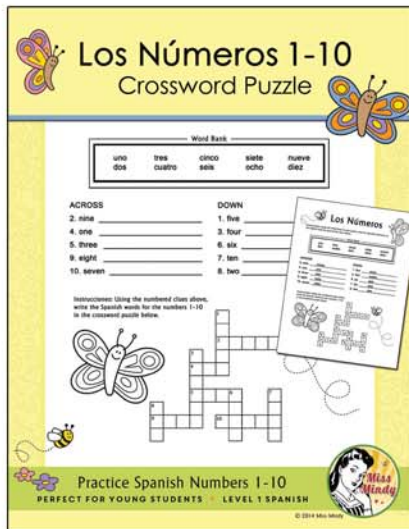 Los Números 1-10
Crossword Puzzle
Word Bank
uno tres cinco siete nueve
dos cuatro seis ocho diez
ACROSS
2. nine
4. one
5. three
9. eight
10. seven
DOWN
1. five
3. four
6. six
7. ten
8. two
Instrucciones: Using the numbered clues above,
write the Spanish words for the numbers 1-10
in the crossword puzzle below.
Los Números
Practice Spanish Numbers 1-10
PERFECT FOR YOUNG STUDENTS • LEVEL 1 SPANISH
Miss
Mindy
© 2014 Miss Mindy